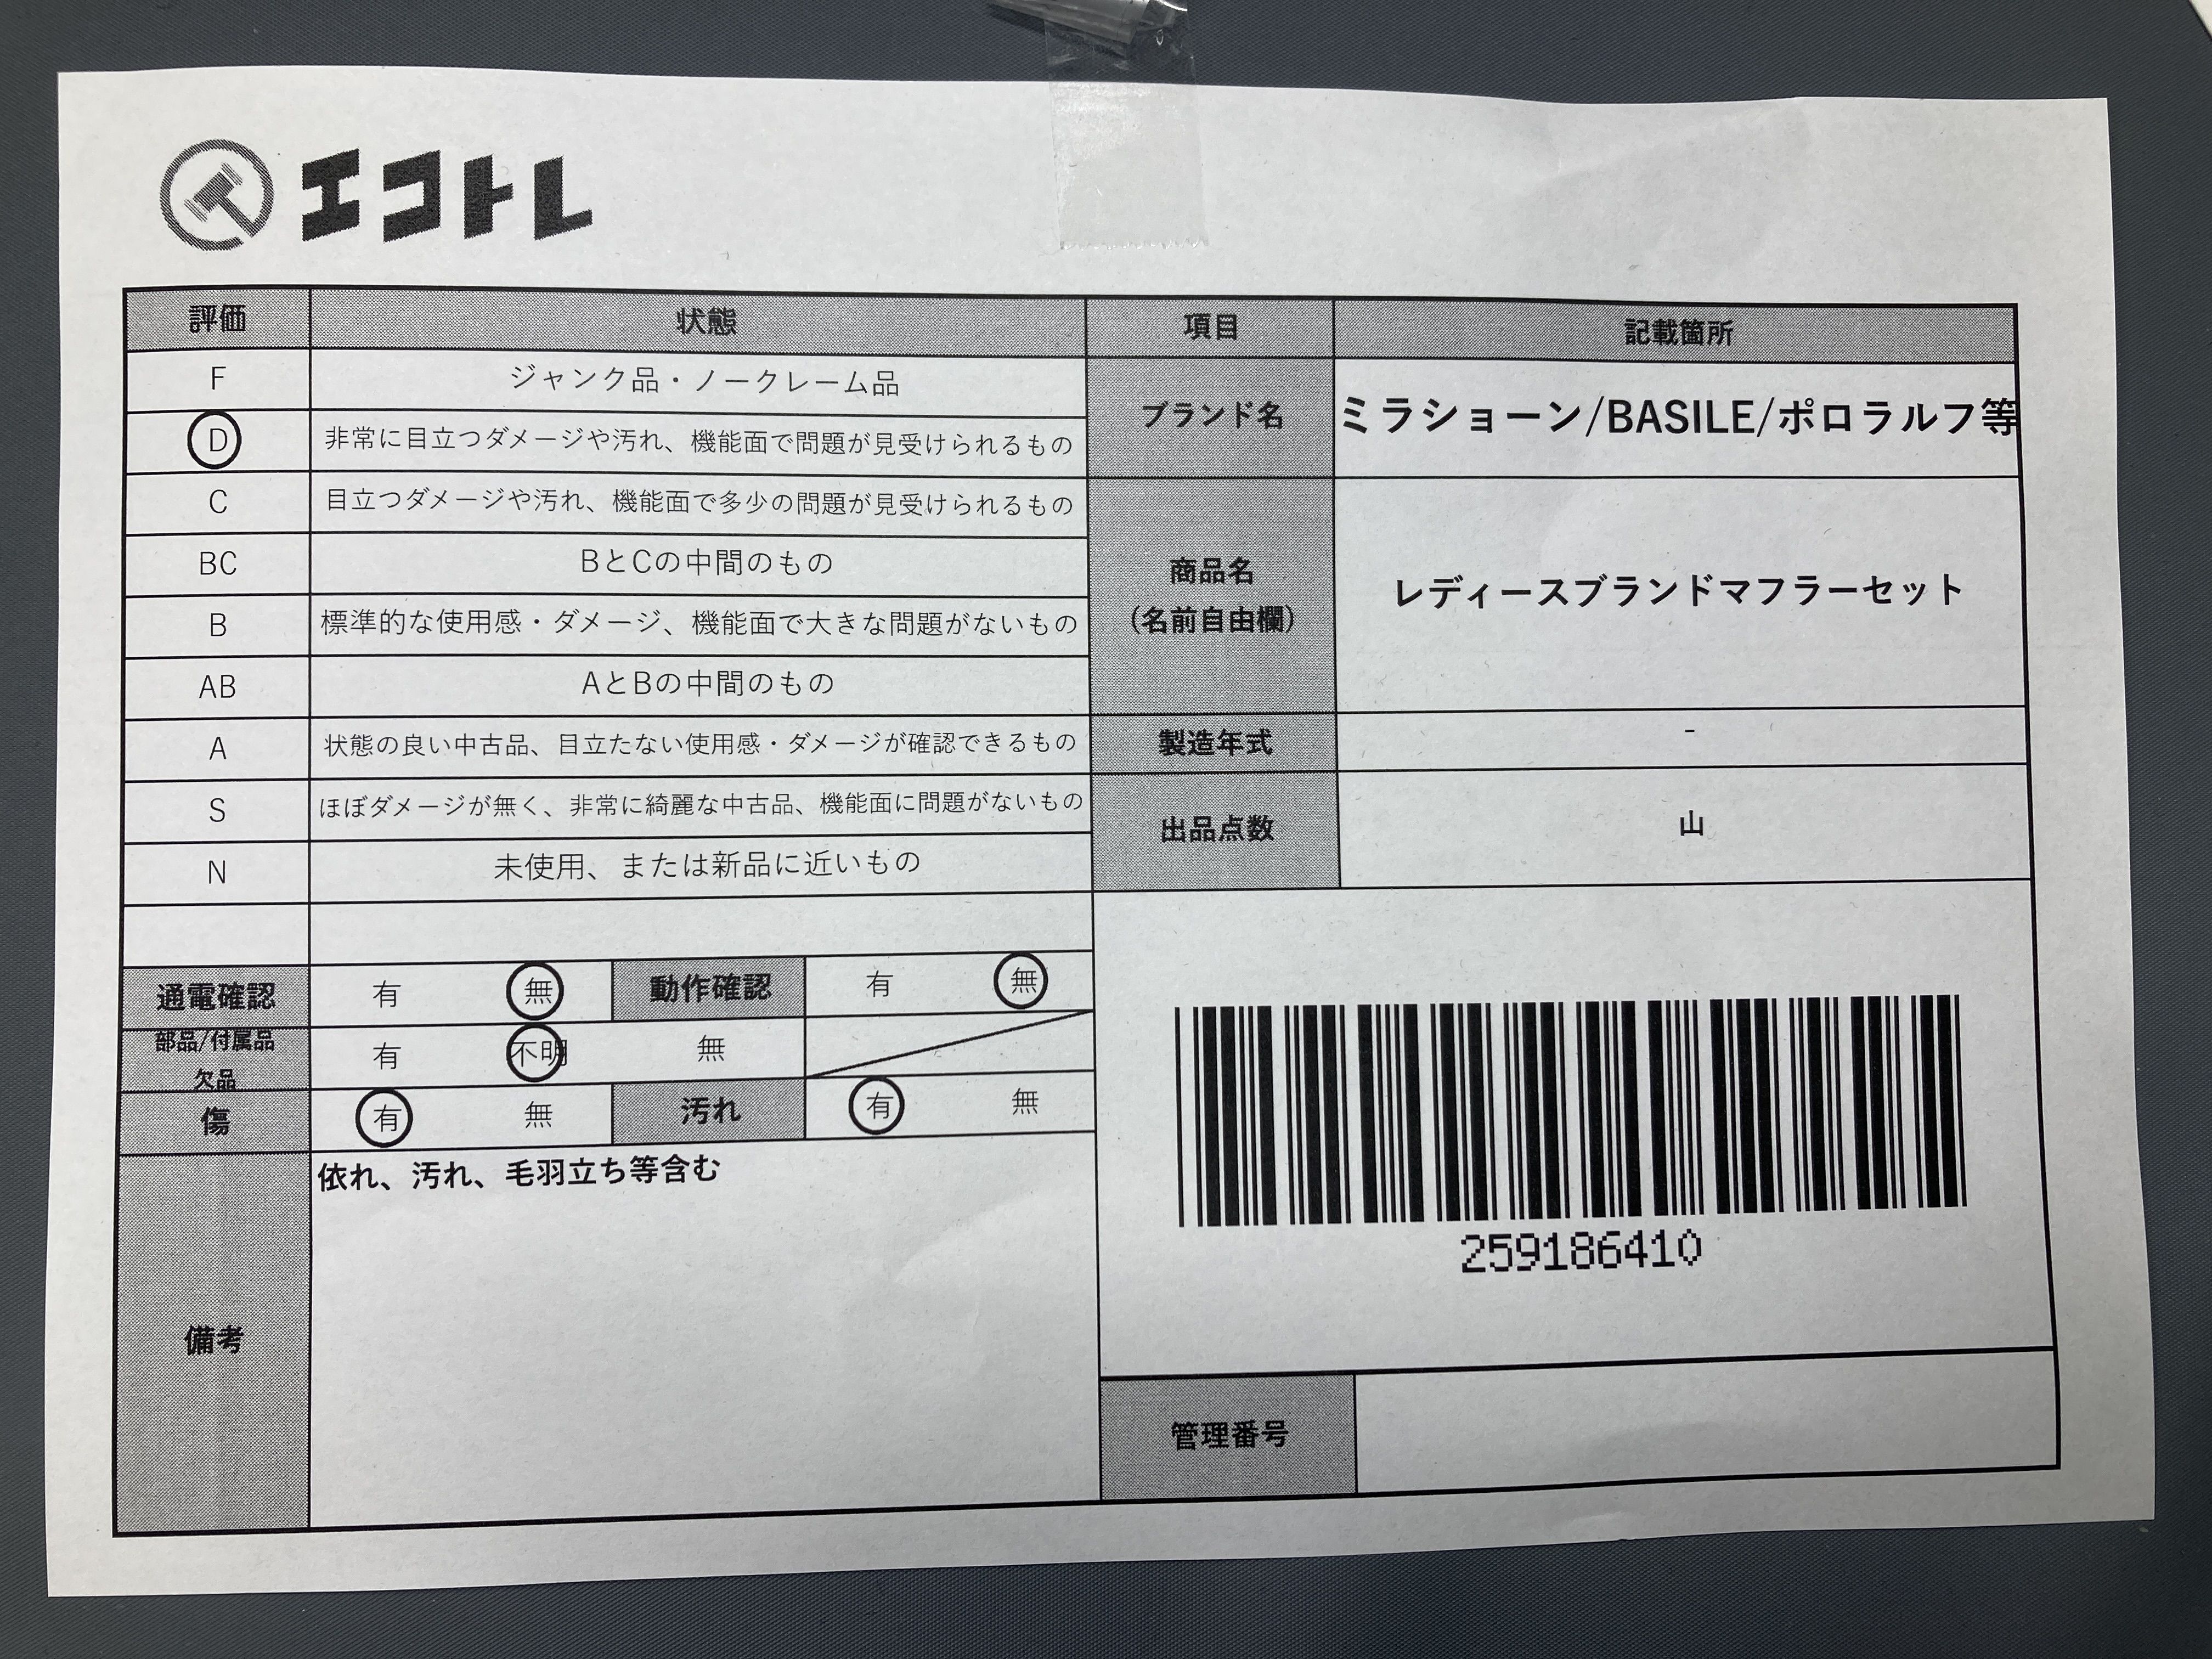 エコトレ
評価 状態 項目 記載箇所
F ジャンク品・ノークレーム品
D 非常に目立つダメージや汚れ、機能面で問題が見受けられるもの
ブランド名 ミラショーン/BASILE/ポロラルフ等
C 目立つダメージや汚れ、機能面で多少の問題が見受けられるもの
BC BとCの中間のもの
商品名
(名前自由欄)
レディースブランドマフラーセット
B 標準的な使用感・ダメージ、機能面で大きな問題がないもの
AB AとBの中間のもの
A 状態の良い中古品、目立たない使用感・ダメージが確認できるもの
製造年式 -
S ほぼダメージが無く、非常に綺麗な中古品、機能面に問題がないもの
出品点数 山
N 未使用、または新品に近いもの
通電確認 有 無 動作確認 有 無
部品/付属品
欠品
有 不明 無
傷 有 無 汚れ 有 無
備考
依れ、汚れ、毛羽立ち等含む
259186410
管理番号